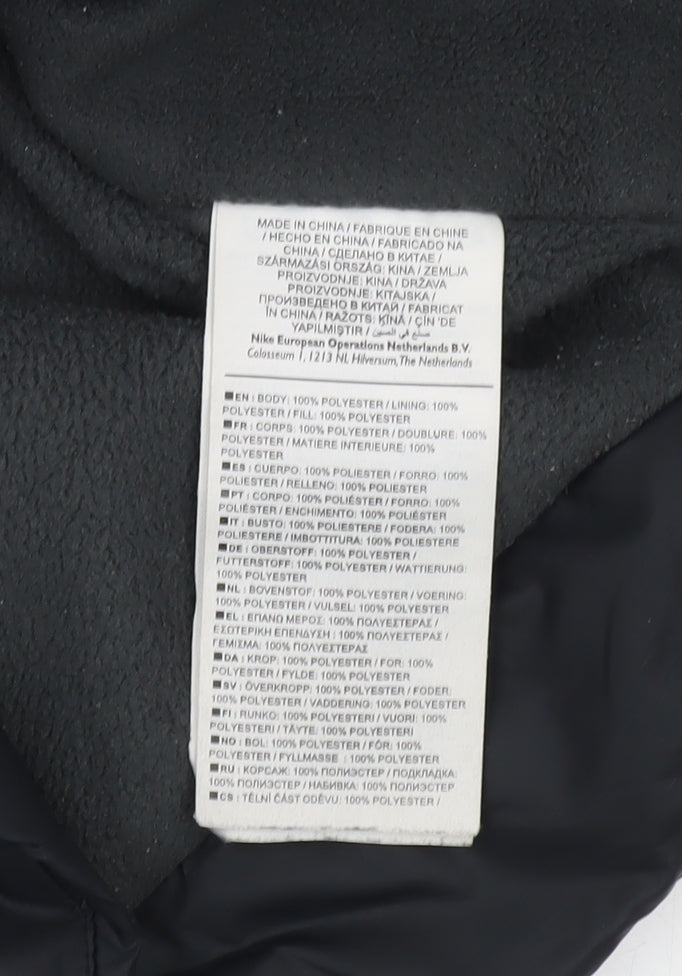 MADE IN CHINA / FABRIQUE EN CHINE
/ HECHO EN CHINA / FABRICADO NA
CHINA / СДЕЛАНО В КИТАЕ /
SZÁRMAZÁSI ORSZÁG: KINA / ZEMLJA
PROIZVODNJE: KINA / DRŽAVA
PROIZVODNJE: KITAJSKA /
ПРОИЗВЕДЕНО В КИТАЙ / FABRICAT
ÎN CHINA / RAŽOTS: ĶĪNĀ / ÇİN 'DE
YAPILMIŞTIR / صنع في الصين
Nike European Operations Netherlands B.V.
Colosseum 1, 1213 NL Hilversum, The Netherlands
EN : BODY: 100% POLYESTER / LINING: 100%
POLYESTER / FILL: 100% POLYESTER
FR : CORPS: 100% POLYESTER / DOUBLURE: 100%
POLYESTER / MATIERE INTERIEURE: 100%
POLYESTER
ES : CUERPO: 100% POLIESTER / FORRO: 100%
POLIESTER / RELLENO: 100% POLIESTER
PT : CORPO: 100% POLIÉSTER / FORRO: 100%
POLIÉSTER / ENCHIMENTO: 100% POLIÉSTER
IT : BUSTO: 100% POLIESTERE / FODERA: 100%
POLIESTERE / IMBOTTITURA: 100% POLIESTERE
DE : OBERSTOFF: 100% POLYESTER /
FUTTERSTOFF: 100% POLYESTER / WATTIERUNG:
100% POLYESTER
NL : BOVENSTOF: 100% POLYESTER / VOERING:
100% POLYESTER / VULSEL: 100% POLYESTER
EL : ΕΠΑΝΩ ΜΕΡΟΣ: 100% ΠΟΛΥΕΣΤΕΡΑΣ /
ΕΣΩΤΕΡΙΚΗ ΕΠΕΝΔΥΣΗ : 100% ΠΟΛΥΕΣΤΕΡΑΣ /
ΓΕΜΙΣΜΑ: 100% ΠΟΛΥΕΣΤΕΡΑΣ
DA : KROP: 100% POLYESTER / FOR: 100%
POLYESTER / FYLDE: 100% POLYESTER
SV : ÖVERKROPP: 100% POLYESTER / FODER:
100% POLYESTER / VADDERING: 100% POLYESTER
FI : RUNKO: 100% POLYESTERI / VUORI: 100%
POLYESTERI / TÄYTE: 100% POLYESTERI
NO : BOL: 100% POLYESTER / FÔR: 100%
POLYESTER / FYLLMASSE : 100% POLYESTER
RU : КОРСАЖ: 100% ПОЛИЭСТЕР / ПОДКЛАДКА:
100% ПОЛИЭСТЕР / НАБИВКА: 100% ПОЛИЭСТЕР
CS : TĚLNÍ ČÁST ODĚVU: 100% POLYESTER /